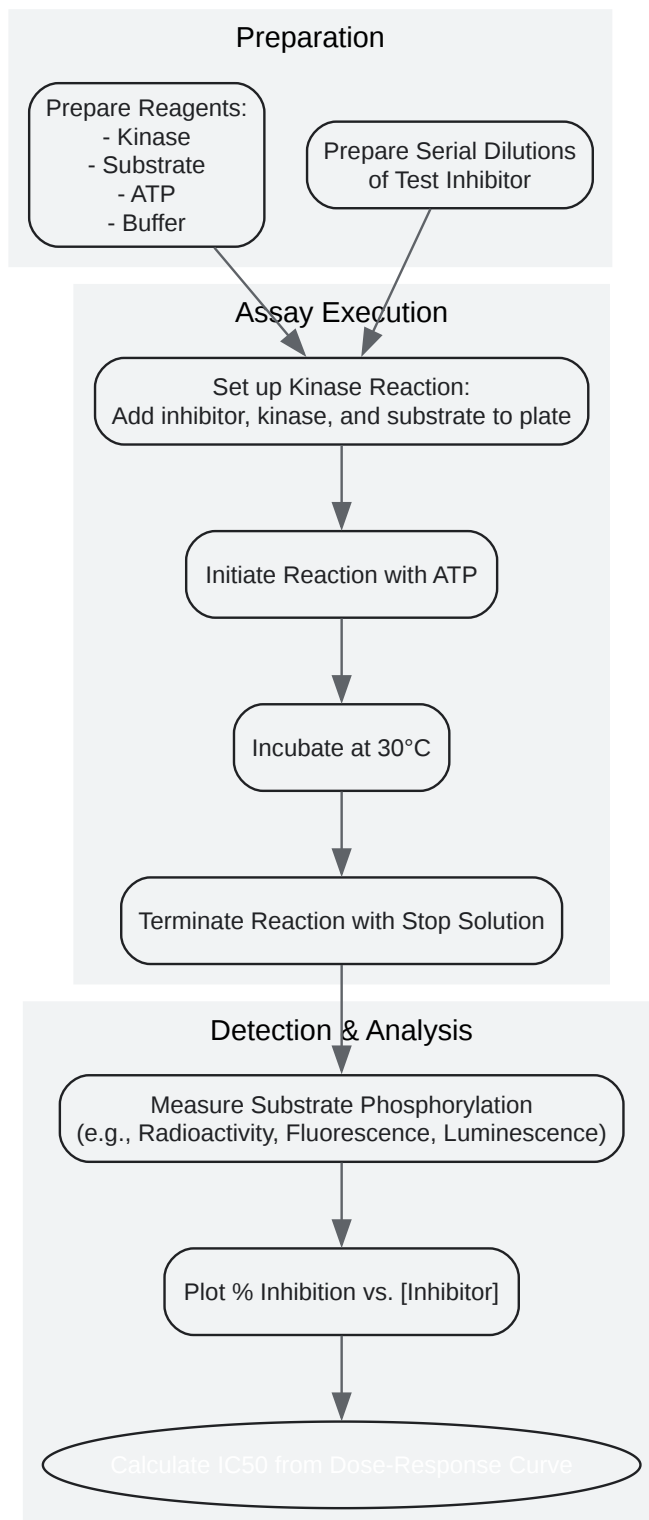 Preparation
Prepare Reagents:
- Kinase
- Substrate
- ATP
- Buffer
Prepare Serial Dilutions
of Test Inhibitor
Assay Execution
Set up Kinase Reaction:
Add inhibitor, kinase, and substrate to plate
Initiate Reaction with ATP
Incubate at 30°C
Terminate Reaction with Stop Solution
Detection & Analysis
Measure Substrate Phosphorylation
(e.g., Radioactivity, Fluorescence, Luminescence)
Plot % Inhibition vs. [Inhibitor]
Calculate IC50 from Dose-Response Curve